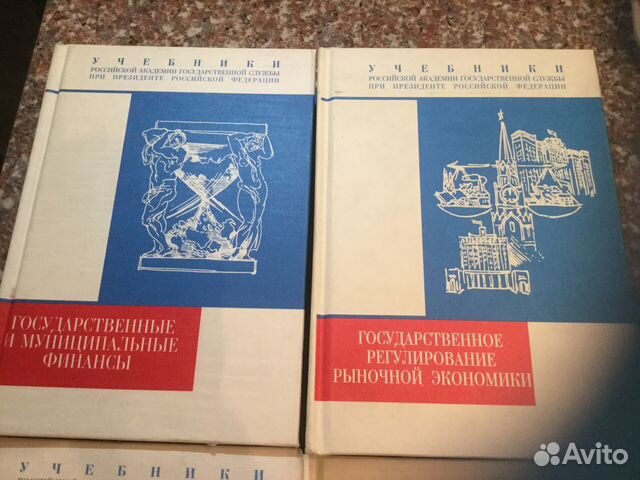 УЧЕБНИКИ
РОССИЙСКОЙ АКАДЕМИИ ГОСУДАРСТВЕННОЙ СЛУЖБЫ
ПРИ ПРЕЗИДЕНТЕ РОССИЙСКОЙ ФЕДЕРАЦИИ
ГОСУДАРСТВЕННЫЕ
И МУНИЦИПАЛЬНЫЕ
ФИНАНСЫ
УЧЕБНИКИ
РОССИЙСКОЙ АКАДЕМИИ ГОСУДАРСТВЕННОЙ СЛУЖБЫ
ПРИ ПРЕЗИДЕНТЕ РОССИЙСКОЙ ФЕДЕРАЦИИ
ГОСУДАРСТВЕННОЕ
РЕГУЛИРОВАНИЕ
РЫНОЧНОЙ ЭКОНОМИКИ
УЧЕБНИКИ
Avito